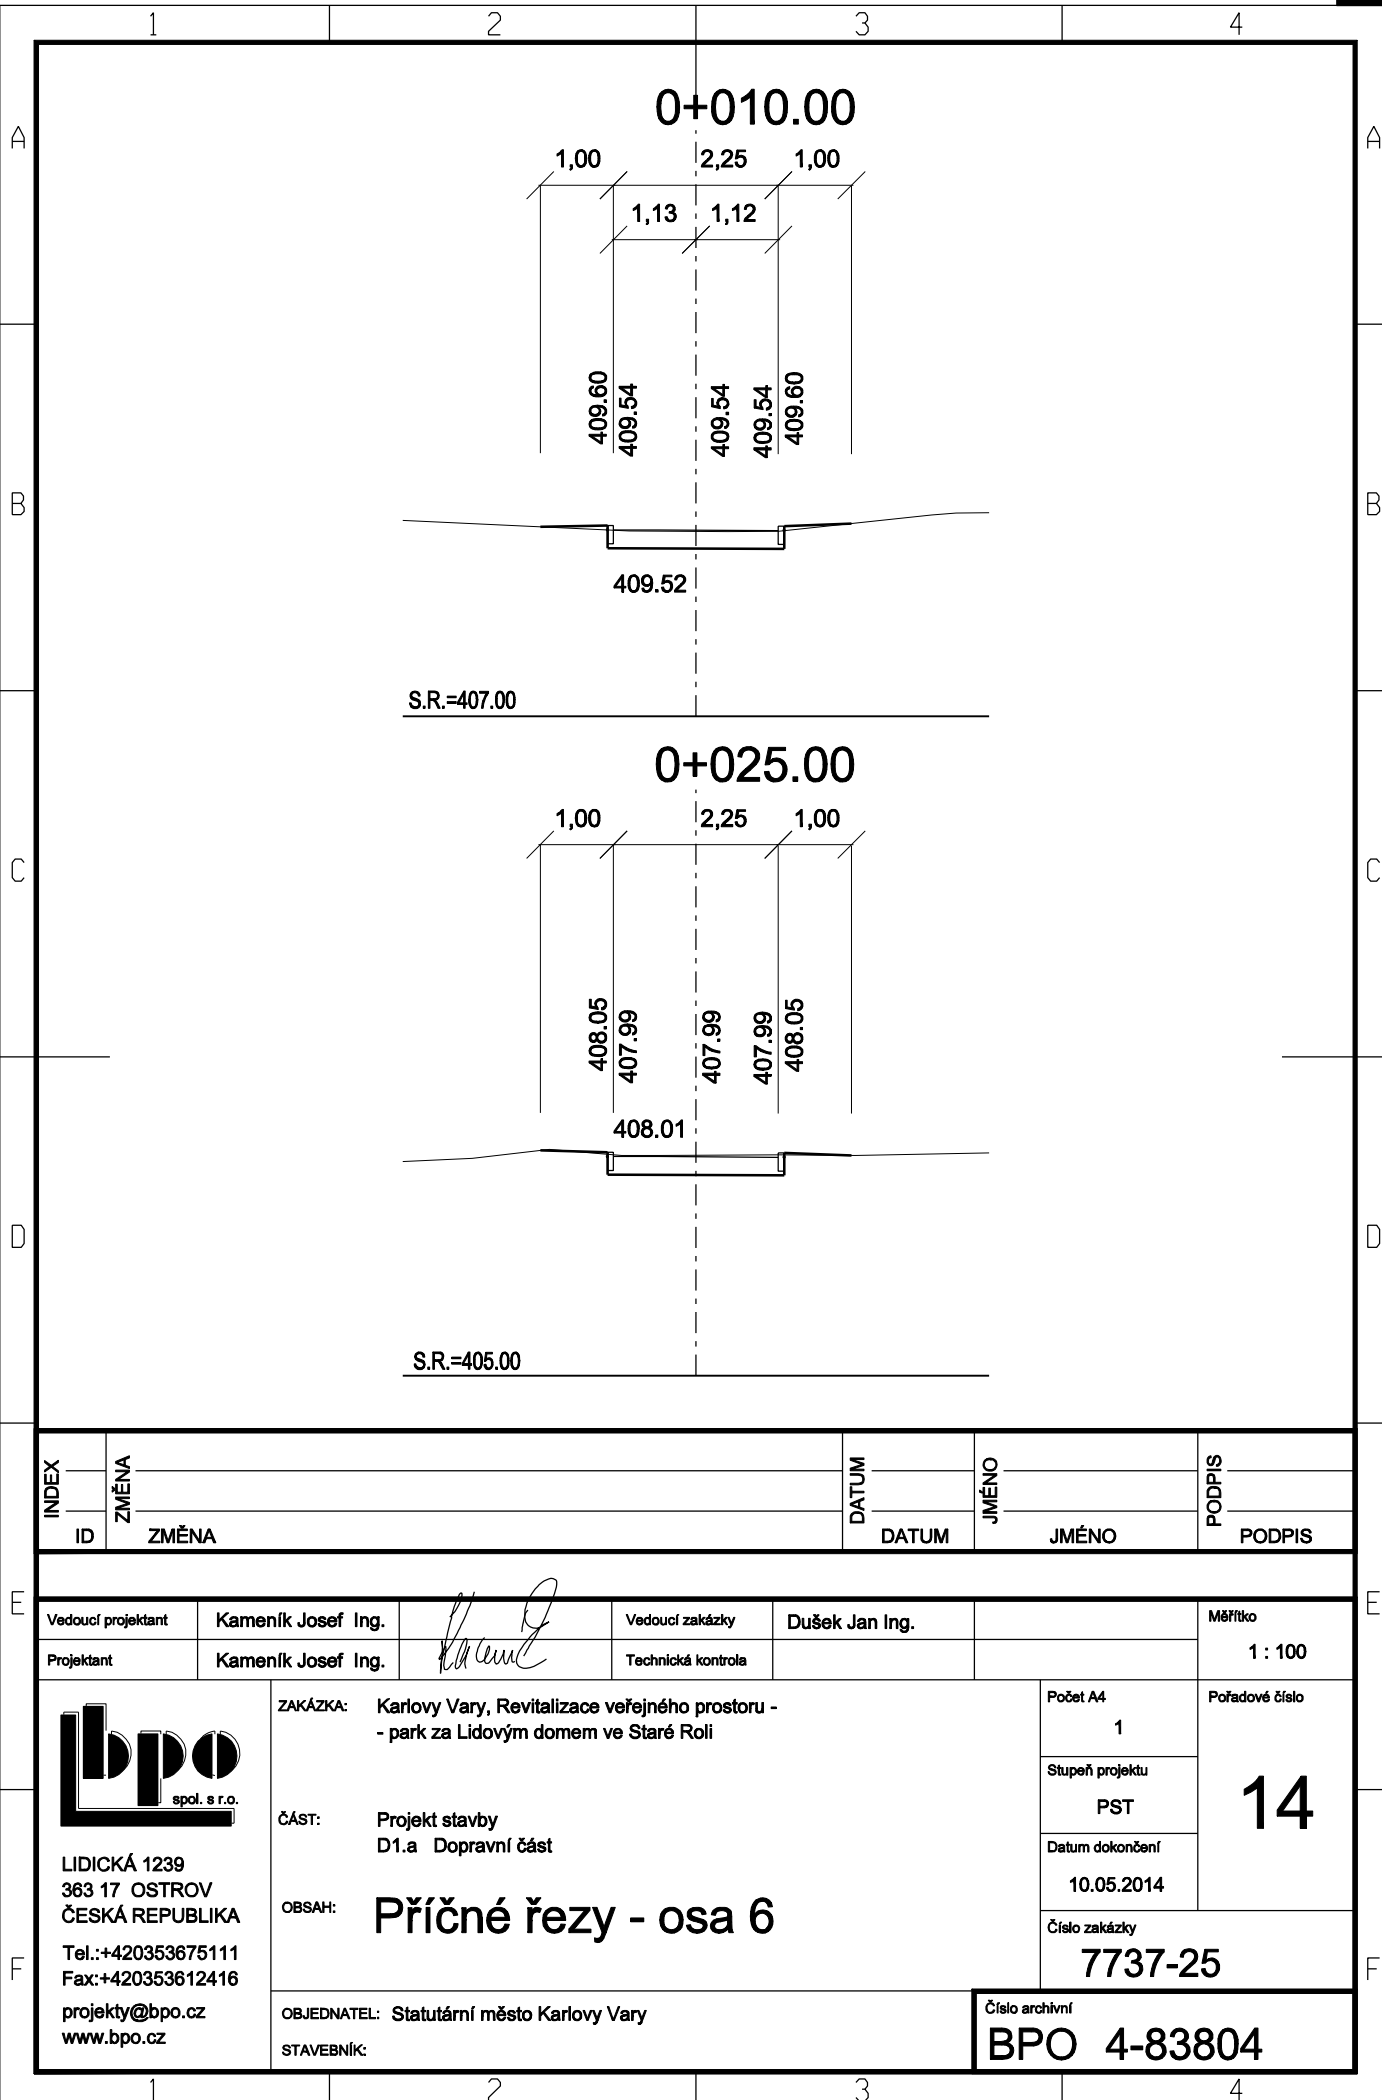 1 2 3 4
A A
B B
C C
D D
E E
F F
0+010.00
1,00 2,25 1,00
1,13 1,12
409.60 409.54 409.54 409.54 409.60
409.52
S.R.=407.00
0+025.00
1,00 2,25 1,00
408.05 407.99 407.99 407.99 408.05
408.01
S.R.=405.00
INDEX ZMĚNA DATUM JMÉNO PODPIS
ID ZMĚNA DATUM JMÉNO PODPIS
Vedoucí projektant Kameník Josef Ing. Vedoucí zakázky Dušek Jan Ing.
Projektant Kameník Josef Ing. Technická kontrola
Měřítko
1 : 100
bpo
spol. s r.o.
LIDICKÁ 1239
363 17 OSTROV
ČESKÁ REPUBLIKA
Tel.:+420353675111
Fax:+420353612416
projekty@bpo.cz
www.bpo.cz
ZAKÁZKA: Karlovy Vary, Revitalizace veřejného prostoru -
- park za Lidovým domem ve Staré Roli
ČÁST: Projekt stavby
D1.a Dopravní část
OBSAH: Příčné řezy - osa 6
OBJEDNATEL: Statutární město Karlovy Vary
STAVEBNÍK:
Počet A4
1
Stupeň projektu
PST
Datum dokončení
10.05.2014
Pořadové číslo
14
Číslo zakázky
7737-25
Číslo archivní
BPO 4-83804
1 2 3 4